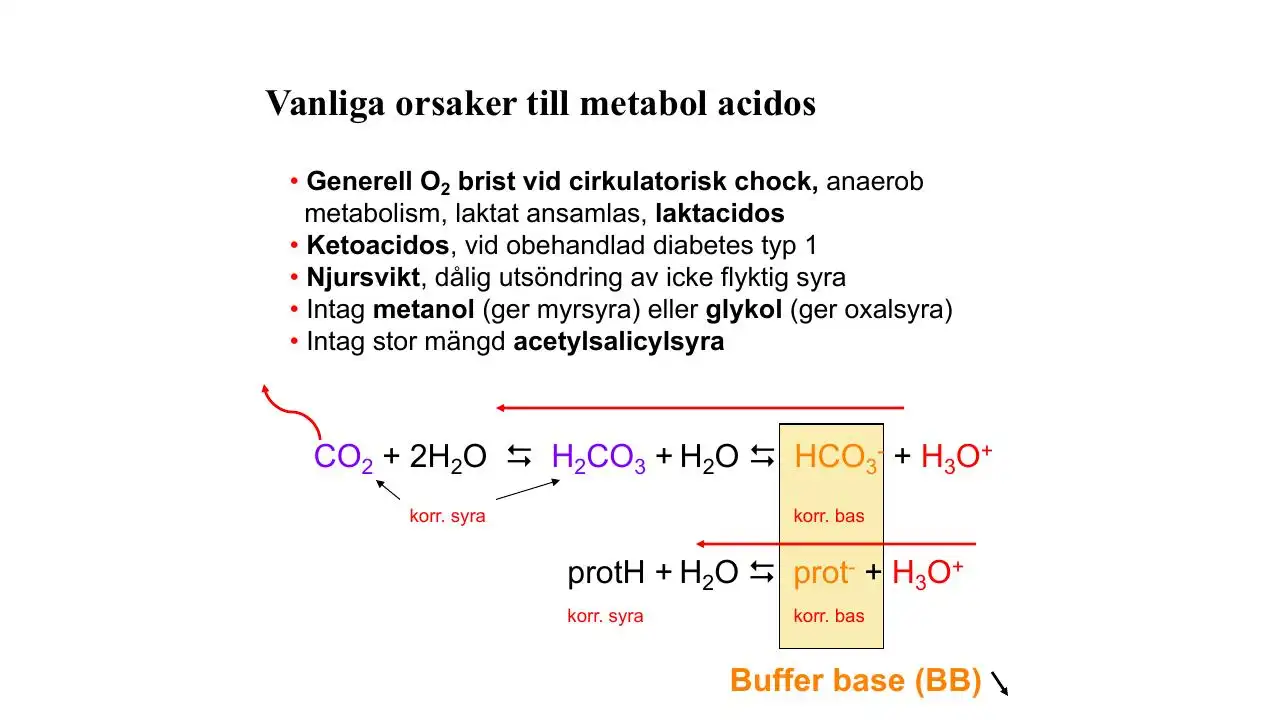 Vanliga orsaker till metabol acidos
• Generell O₂ brist vid cirkulatorisk chock, anaerob
metabolism, laktat ansamlas, laktacidos
• Ketoacidos, vid obehandlad diabetes typ 1
• Njursvikt, dålig utsöndring av icke flyktig syra
• Intag metanol (ger myrsyra) eller glykol (ger oxalsyra)
• Intag stor mängd acetylsalicylsyra
CO₂ + 2H₂O ⇆ H₂CO₃ + H₂O ⇆ HCO₃⁻ + H₃O⁺
korr. syra korr. bas
protH + H₂O ⇆ prot⁻ + H₃O⁺
korr. syra korr. bas
Buffer base (BB)